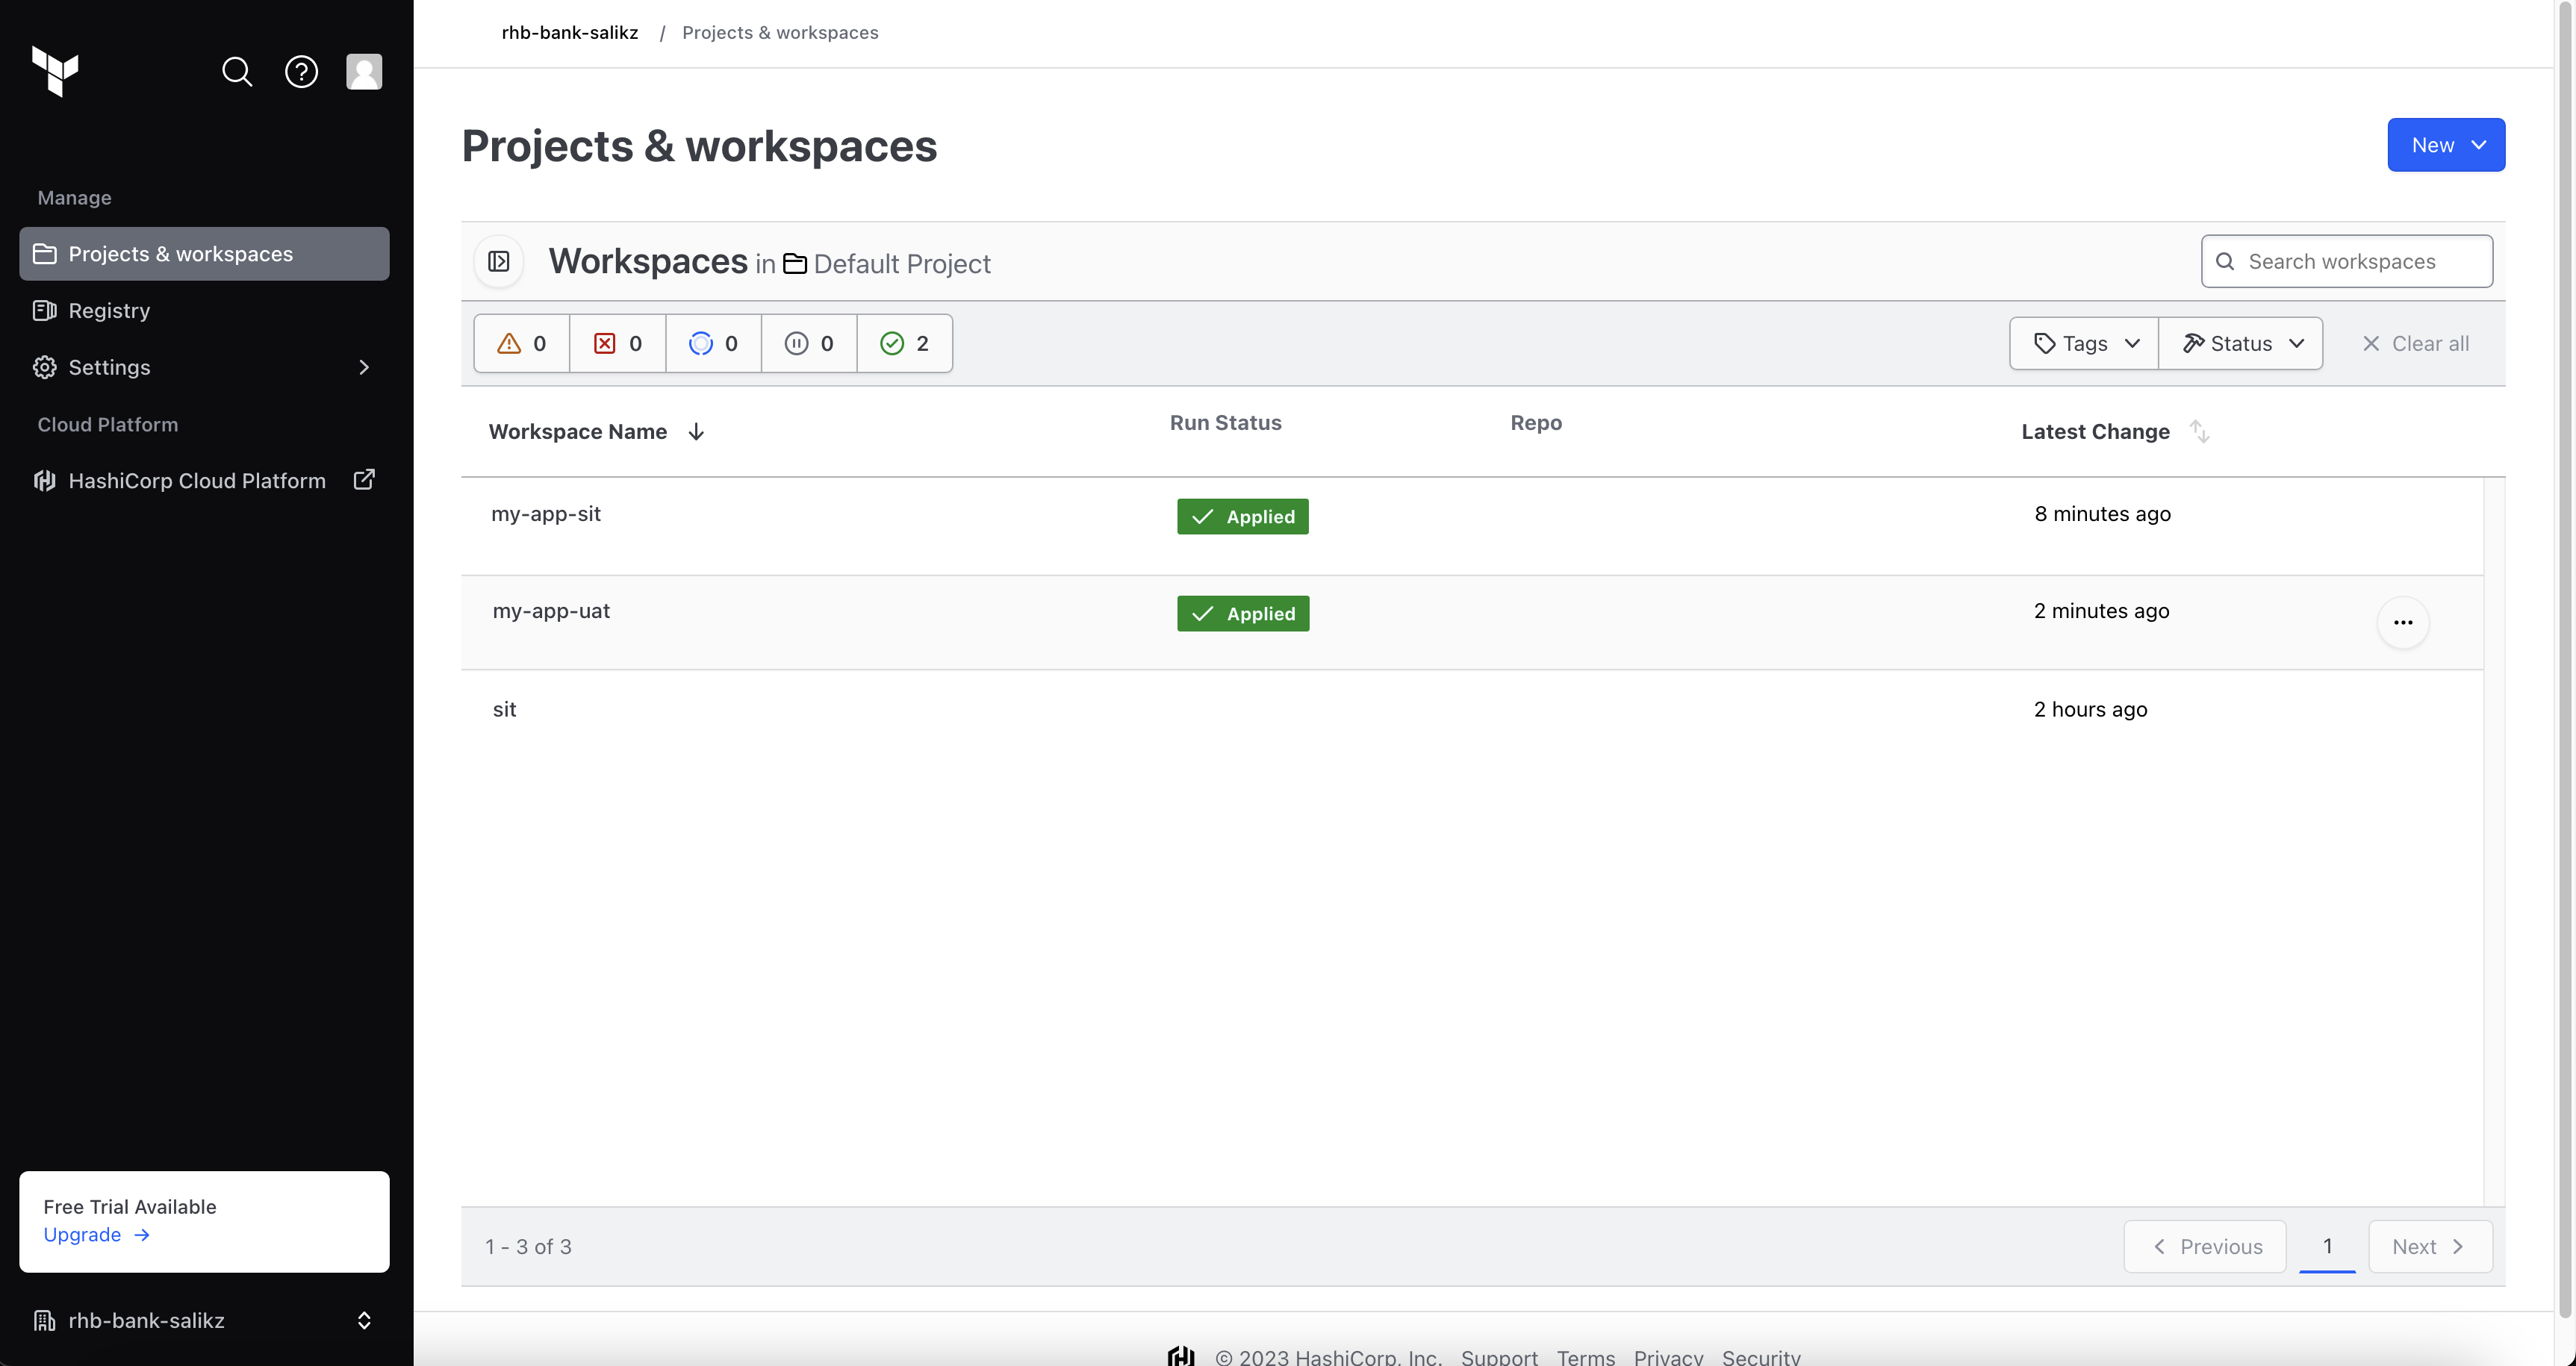 rhb-bank-salikz / Projects & workspaces
Manage
Projects & workspaces
Registry
Settings
Cloud Platform
HashiCorp Cloud Platform
Free Trial Available
Upgrade →
rhb-bank-salikz
Projects & workspaces
New
Workspaces in Default Project
Search workspaces
0 0 0 0 2
Tags Status Clear all
Workspace Name Run Status Repo Latest Change
my-app-sit Applied 8 minutes ago
my-app-uat Applied 2 minutes ago
sit 2 hours ago
1 - 3 of 3
Previous 1 Next
© 2023 HashiCorp, Inc. Support Terms Privacy Security